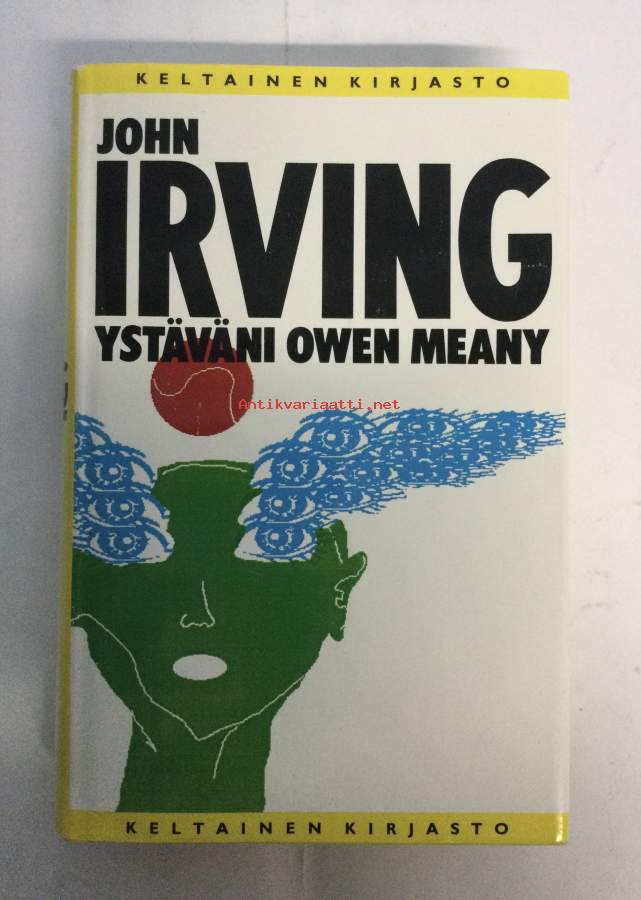 KELTAINEN KIRJASTO
JOHN
IRVING
YSTÄVÄNI OWEN MEANY
Antikvariaatti.net
KELTAINEN KIRJASTO